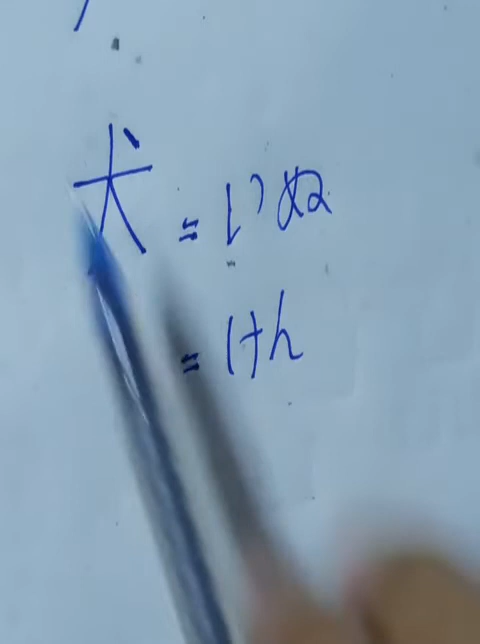 犬 = いぬ
= けん